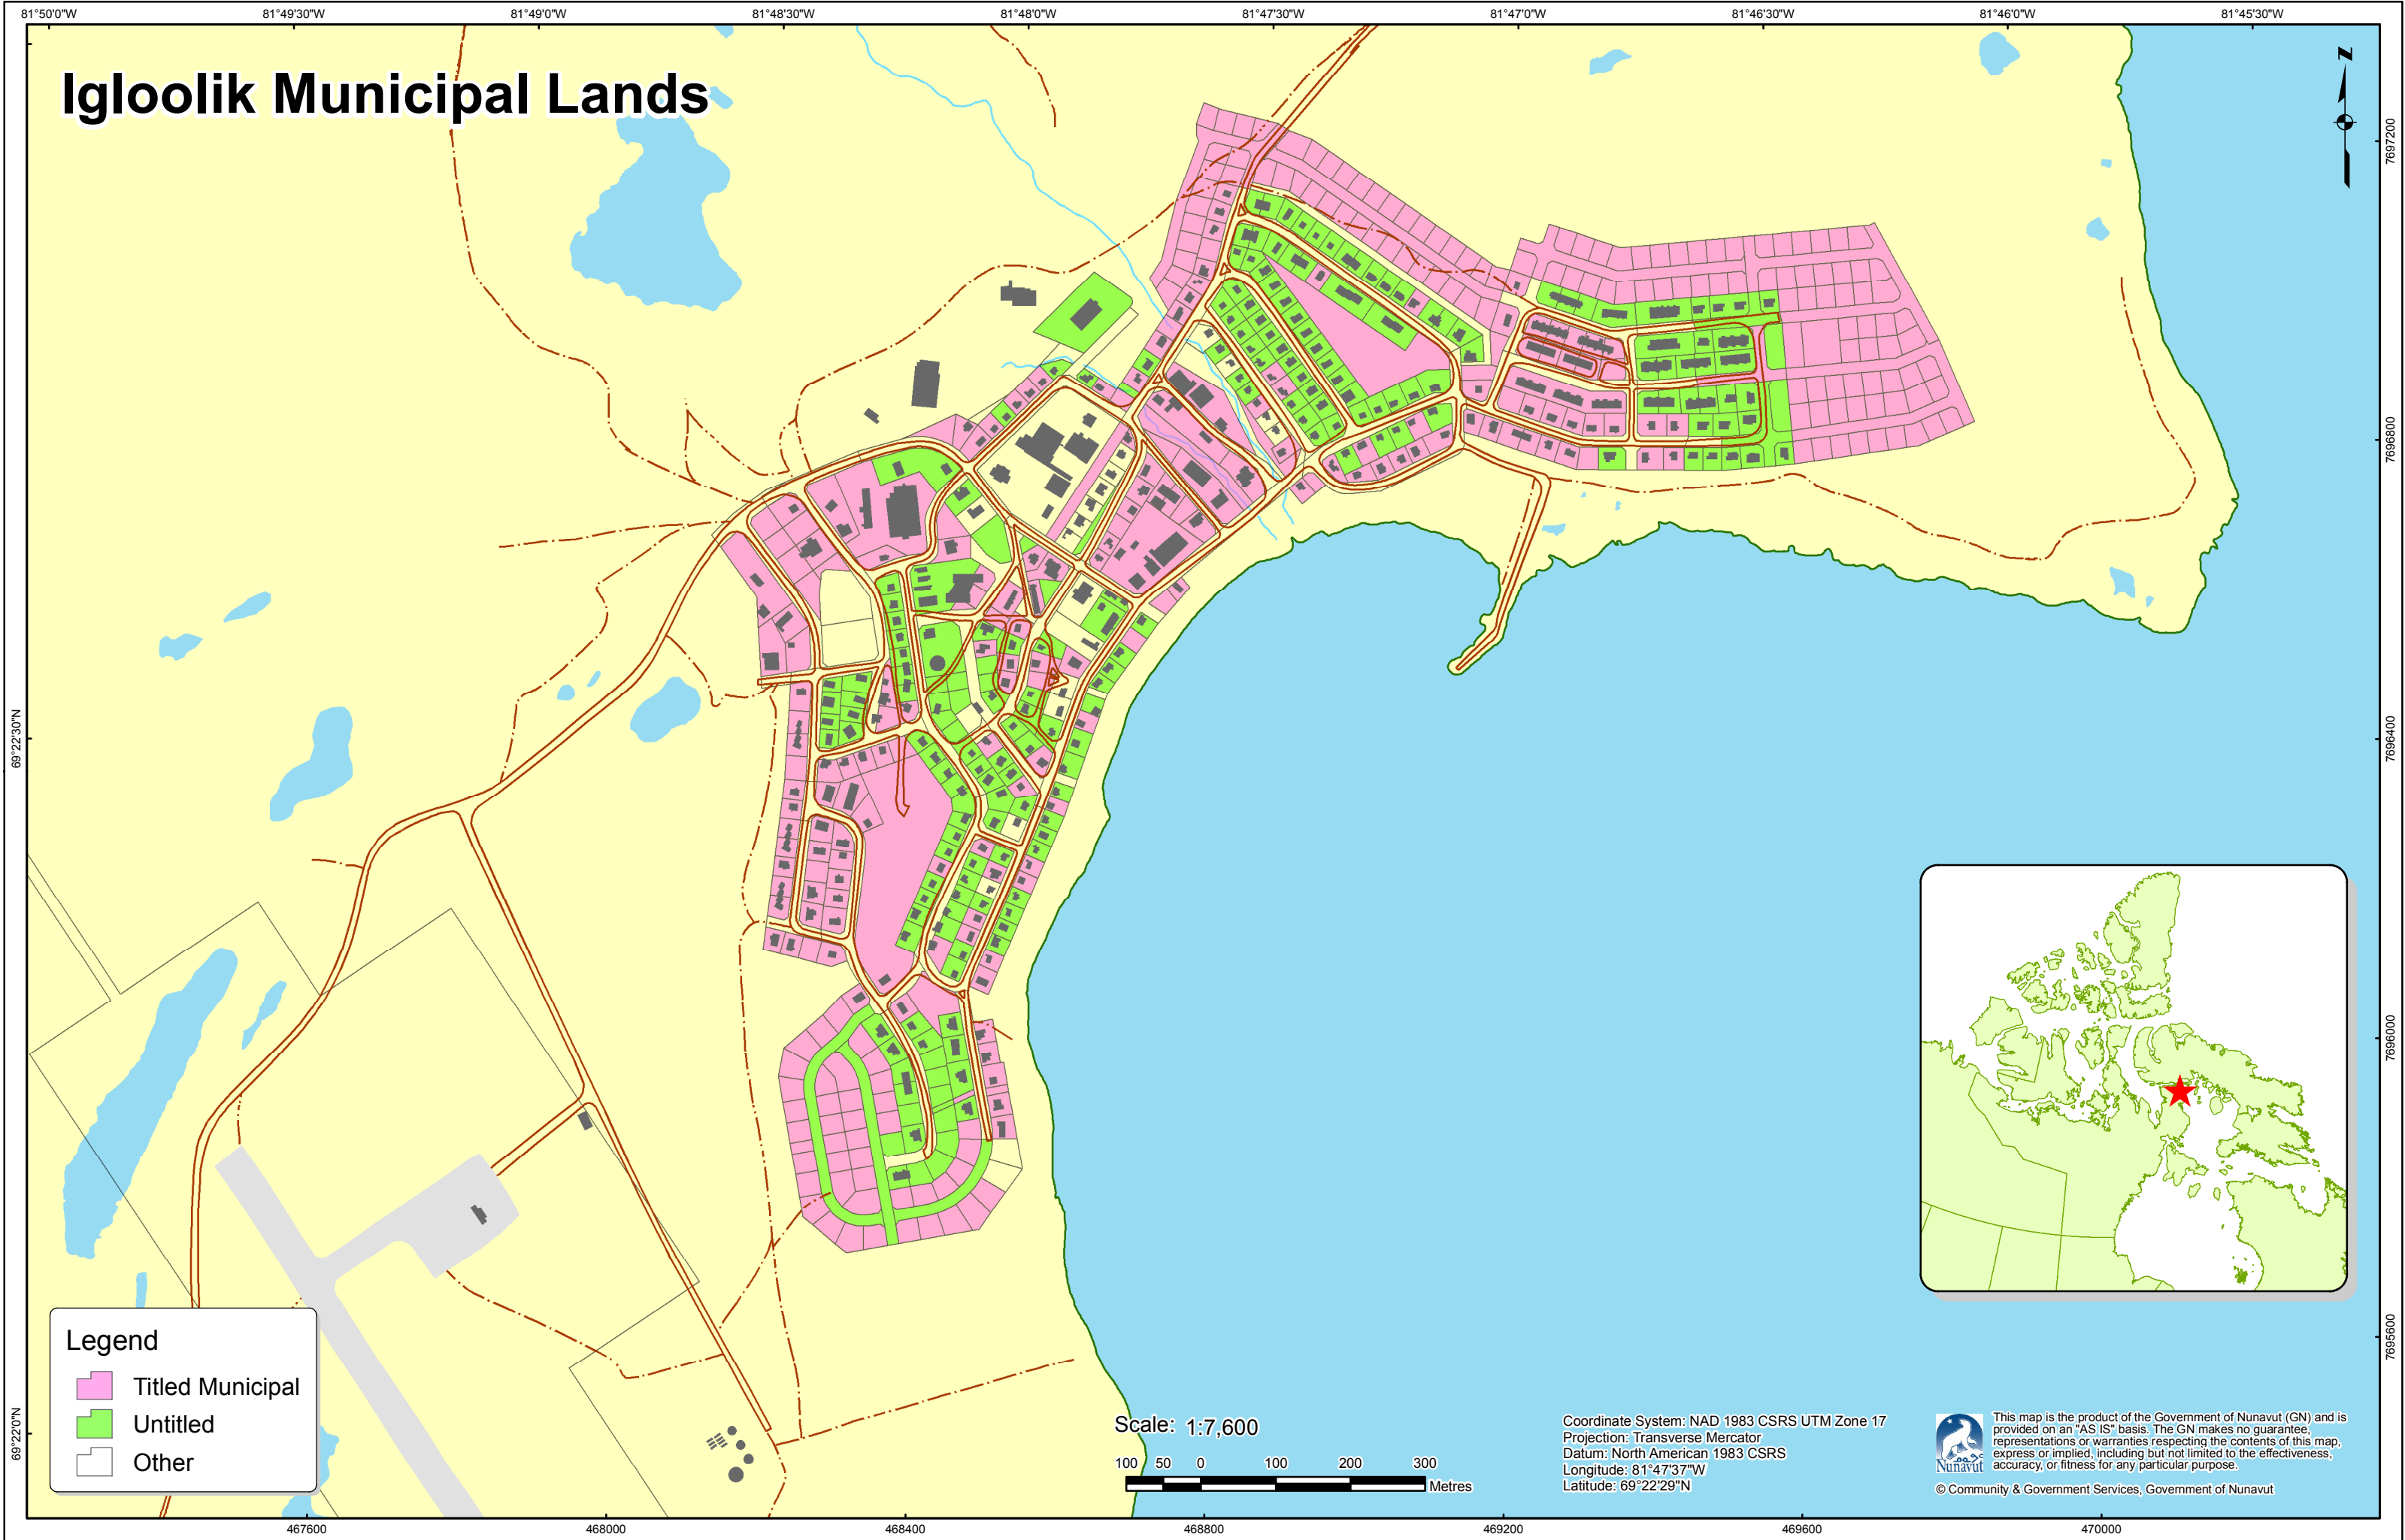 81°50'0"W 81°49'30"W 81°49'0"W 81°48'30"W 81°48'0"W 81°47'30"W 81°47'0"W 81°46'30"W 81°46'0"W 81°45'30"W
Igloolik Municipal Lands
N
7697200
7696800
69°22'30"N
7696400
7696000
7695600
69°22'0"N
Legend
Titled Municipal
Untitled
Other
Scale: 1:7,600
100 50 0 100 200 300
Metres
Coordinate System: NAD 1983 CSRS UTM Zone 17
Projection: Transverse Mercator
Datum: North American 1983 CSRS
Longitude: 81°47'37"W
Latitude: 69°22'29"N
Nunavut
This map is the product of the Government of Nunavut (GN) and is
provided on an "AS IS" basis. The GN makes no guarantee,
representations or warranties respecting the contents of this map,
express or implied, including but not limited to the effectiveness,
accuracy, or fitness for any particular purpose.
© Community & Government Services, Government of Nunavut
467600 468000 468400 468800 469200 469600 470000